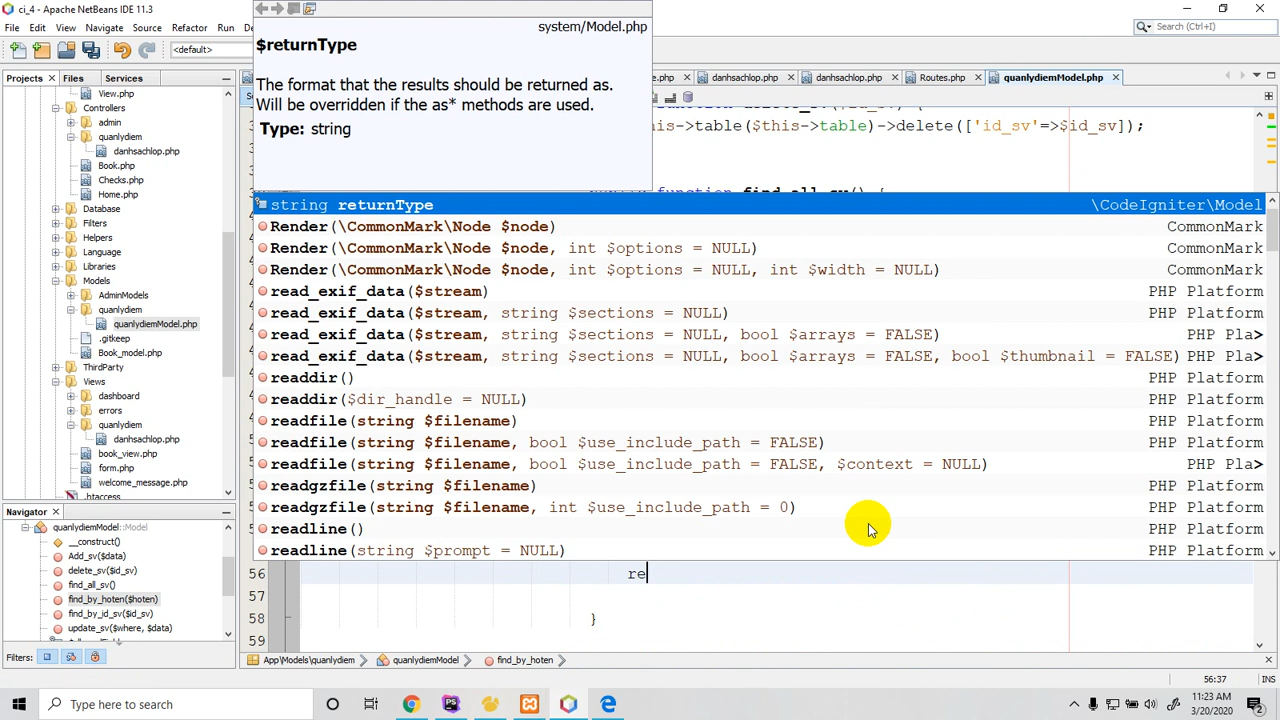 ci_4 - Apache NetBeans IDE 11.3
File Edit View Navigate Source Refactor Run
Search (Ctrl+I)
<default>
Projects
Files
Services
View.php
Controllers
admin
quanlydiem
danhsachlop.php
Book.php
Checks.php
Home.php
Database
Filters
Helpers
Language
Libraries
Models
AdminModels
quanlydiem
quanlydiemModel.php
.gitkeep
Book_model.php
ThirdParty
Views
dashboard
errors
quanlydiem
danhsachlop.php
book_view.php
form.php
welcome_message.php
.htaccess
Navigator
quanlydiemModel::Model
__construct()
Add_sv($data)
delete_sv($id_sv)
find_all_sv()
find_by_hoten($hoten)
find_by_id_sv($id_sv)
update_sv($where, $data)
Filters:
system/Model.php
$returnType
The format that the results should be returned as.
Will be overridden if the as* methods are used.
Type: string
e.php danhsachlop.php danhsachlop.php Routes.php quanlydiemModel.php
his->table($this->table)->delete(['id_sv'=>$id_sv]);
function find_all_sv() {
string returnType \CodeIgniter\Model
Render(\CommonMark\Node $node) CommonMark
Render(\CommonMark\Node $node, int $options = NULL) CommonMark
Render(\CommonMark\Node $node, int $options = NULL, int $width = NULL) CommonMark
read_exif_data($stream) PHP Platform
read_exif_data($stream, string $sections = NULL) PHP Platform
read_exif_data($stream, string $sections = NULL, bool $arrays = FALSE) PHP Pla>
read_exif_data($stream, string $sections = NULL, bool $arrays = FALSE, bool $thumbnail = FALSE) PHP Pla>
readdir() PHP Platform
readdir($dir_handle = NULL) PHP Platform
readfile(string $filename) PHP Platform
readfile(string $filename, bool $use_include_path = FALSE) PHP Platform
readfile(string $filename, bool $use_include_path = FALSE, $context = NULL) PHP Pla>
readgzfile(string $filename) PHP Platform
readgzfile(string $filename, int $use_include_path = 0) PHP Platform
readline() PHP Platform
readline(string $prompt = NULL) PHP Platform
56 re
57
58 }
59
App\Models\quanlydiem quanlydiemModel find_by_hoten
56:37 INS
Type here to search
11:23 AM
3/20/2020
2